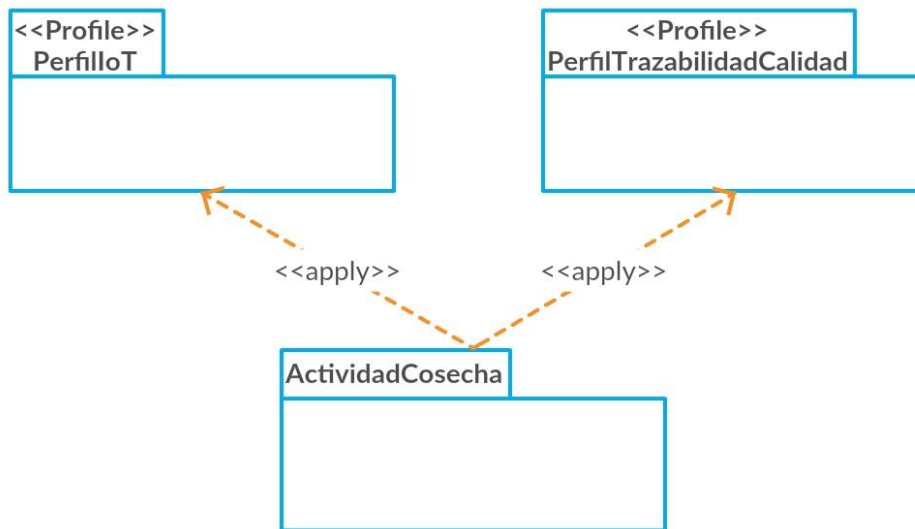 <<Profile>>
PerfilIoT
<<Profile>>
PerfilTrazabilidadCalidad
<<apply>>
<<apply>>
ActividadCosecha